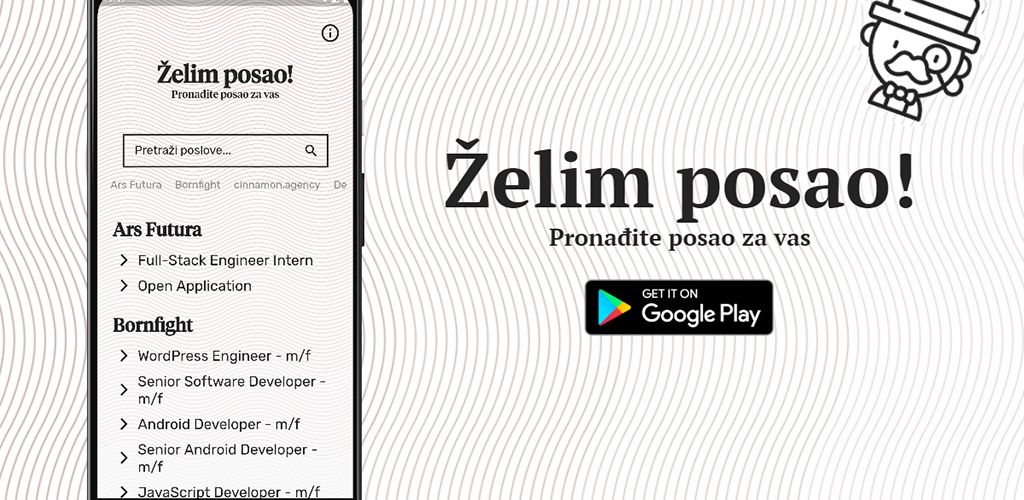 Želim posao!
Pronađite posao za vas
Pretraži poslove...
Ars Futura Bornfight cinnamon.agency De
Ars Futura
Full-Stack Engineer Intern
Open Application
Bornfight
WordPress Engineer - m/f
Senior Software Developer -
m/f
Android Developer - m/f
Senior Android Developer -
m/f
JavaScript Developer - m/f
Želim posao!
Pronađite posao za vas
GET IT ON
Google Play